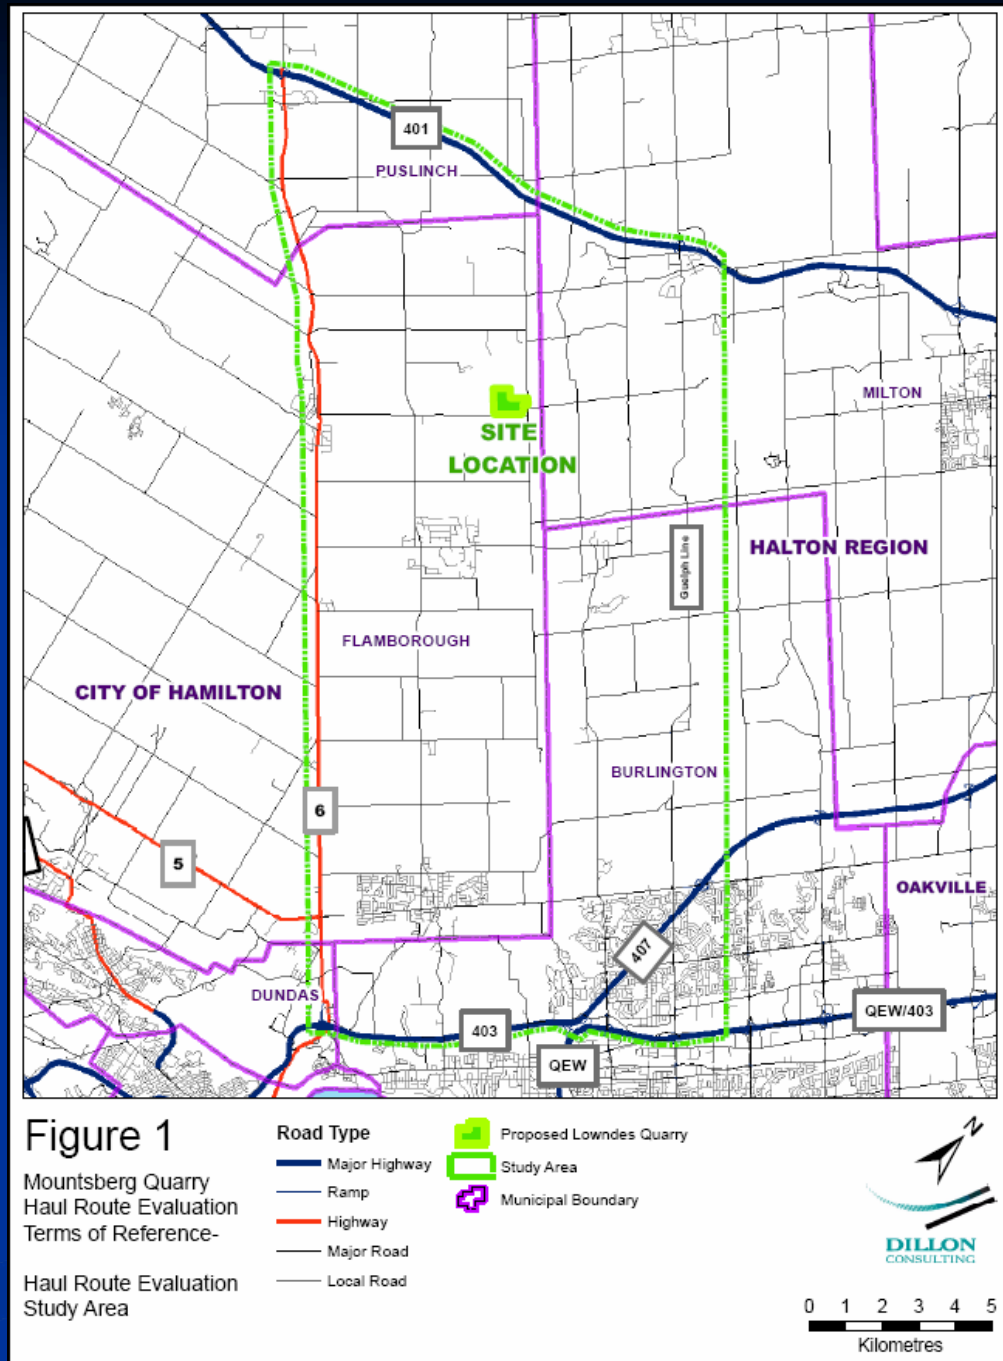 401
PUSLINCH
MILTON
SITE
LOCATION
Guelph Line
HALTON REGION
FLAMBOROUGH
CITY OF HAMILTON
BURLINGTON
6
5
OAKVILLE
407
DUNDAS
QEW/403
403
QEW
Figure 1
Mountsberg Quarry
Haul Route Evaluation
Terms of Reference-
Haul Route Evaluation
Study Area
Road Type
Major Highway
Ramp
Highway
Major Road
Local Road
Proposed Lowndes Quarry
Study Area
Municipal Boundary
N
DILLON
CONSULTING
0 1 2 3 4 5
Kilometres